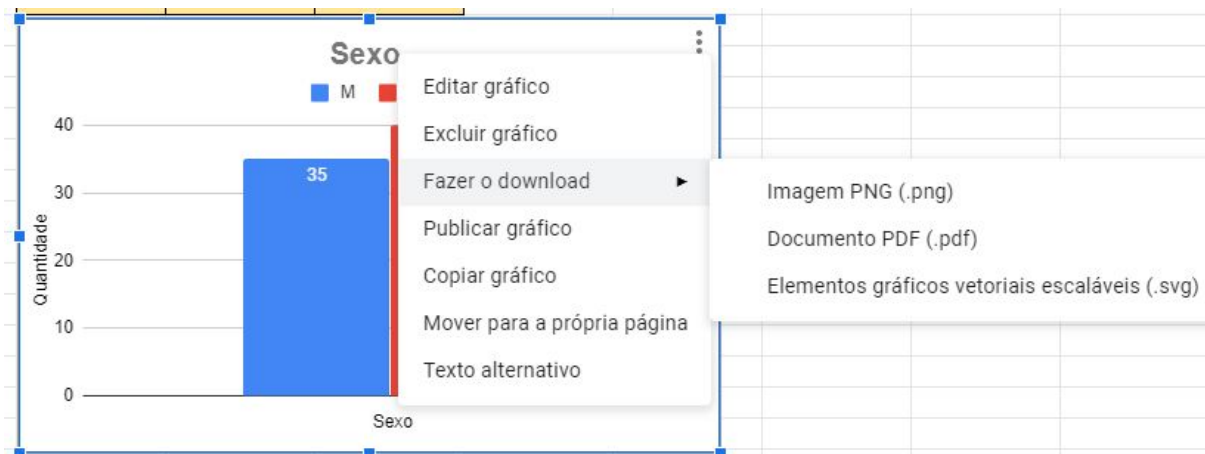 Sexo
M
40
30
20
10
0
Quantidade
35
Sexo
Editar gráfico
Excluir gráfico
Fazer o download
Publicar gráfico
Copiar gráfico
Mover para a própria página
Texto alternativo
Imagem PNG (.png)
Documento PDF (.pdf)
Elementos gráficos vetoriais escaláveis (.svg)